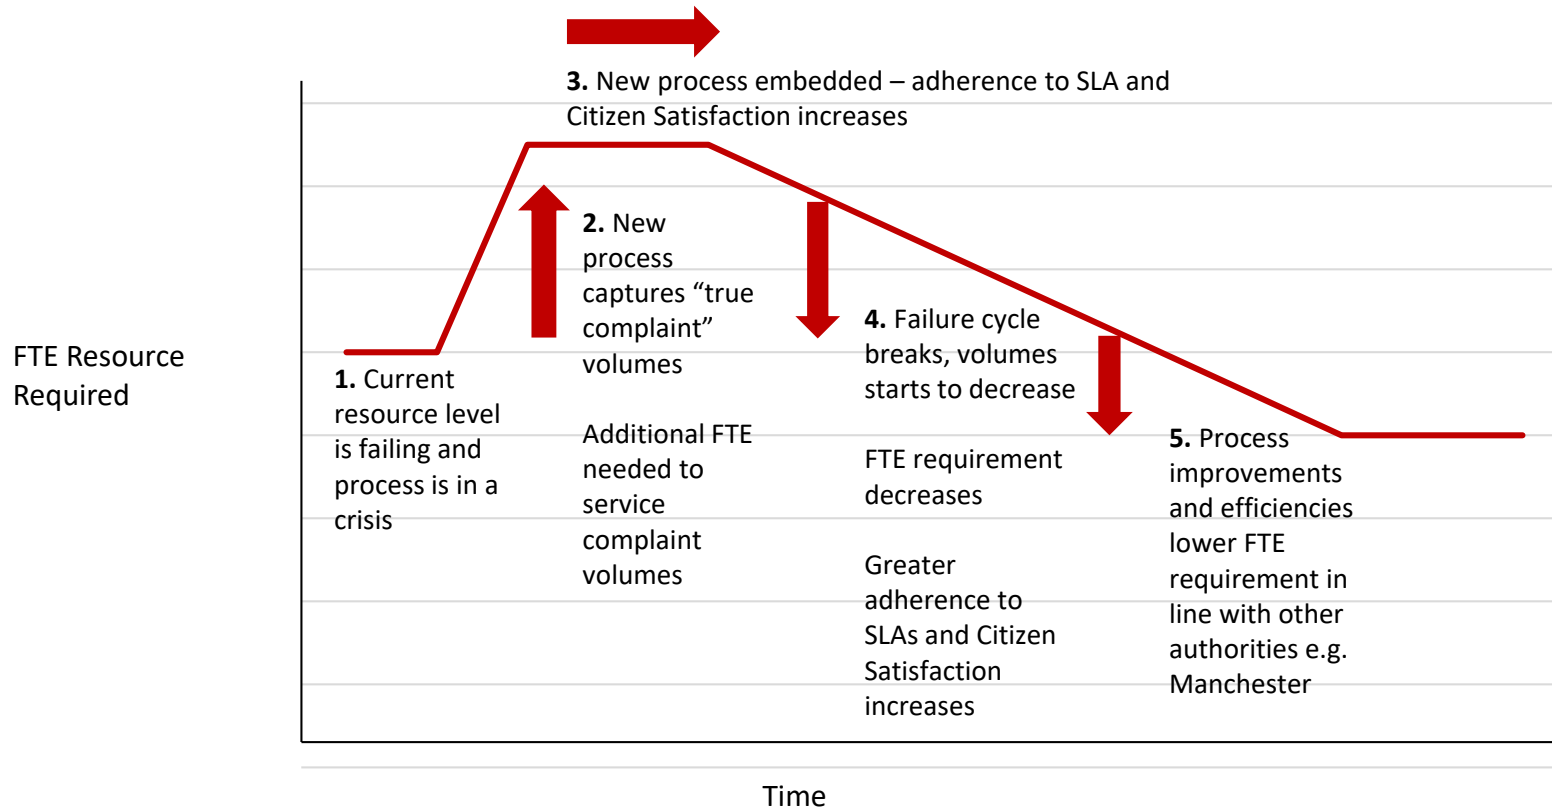 3. New process embedded – adherence to SLA and
Citizen Satisfaction increases
FTE Resource
Required
1. Current
resource level
is failing and
process is in a
crisis
2. New
process
captures “true
complaint”
volumes
Additional FTE
needed to
service
complaint
volumes
4. Failure cycle
breaks, volumes
starts to decrease
FTE requirement
decreases
Greater
adherence to
SLAs and Citizen
Satisfaction
increases
5. Process
improvements
and efficiencies
lower FTE
requirement in
line with other
authorities e.g.
Manchester
Time